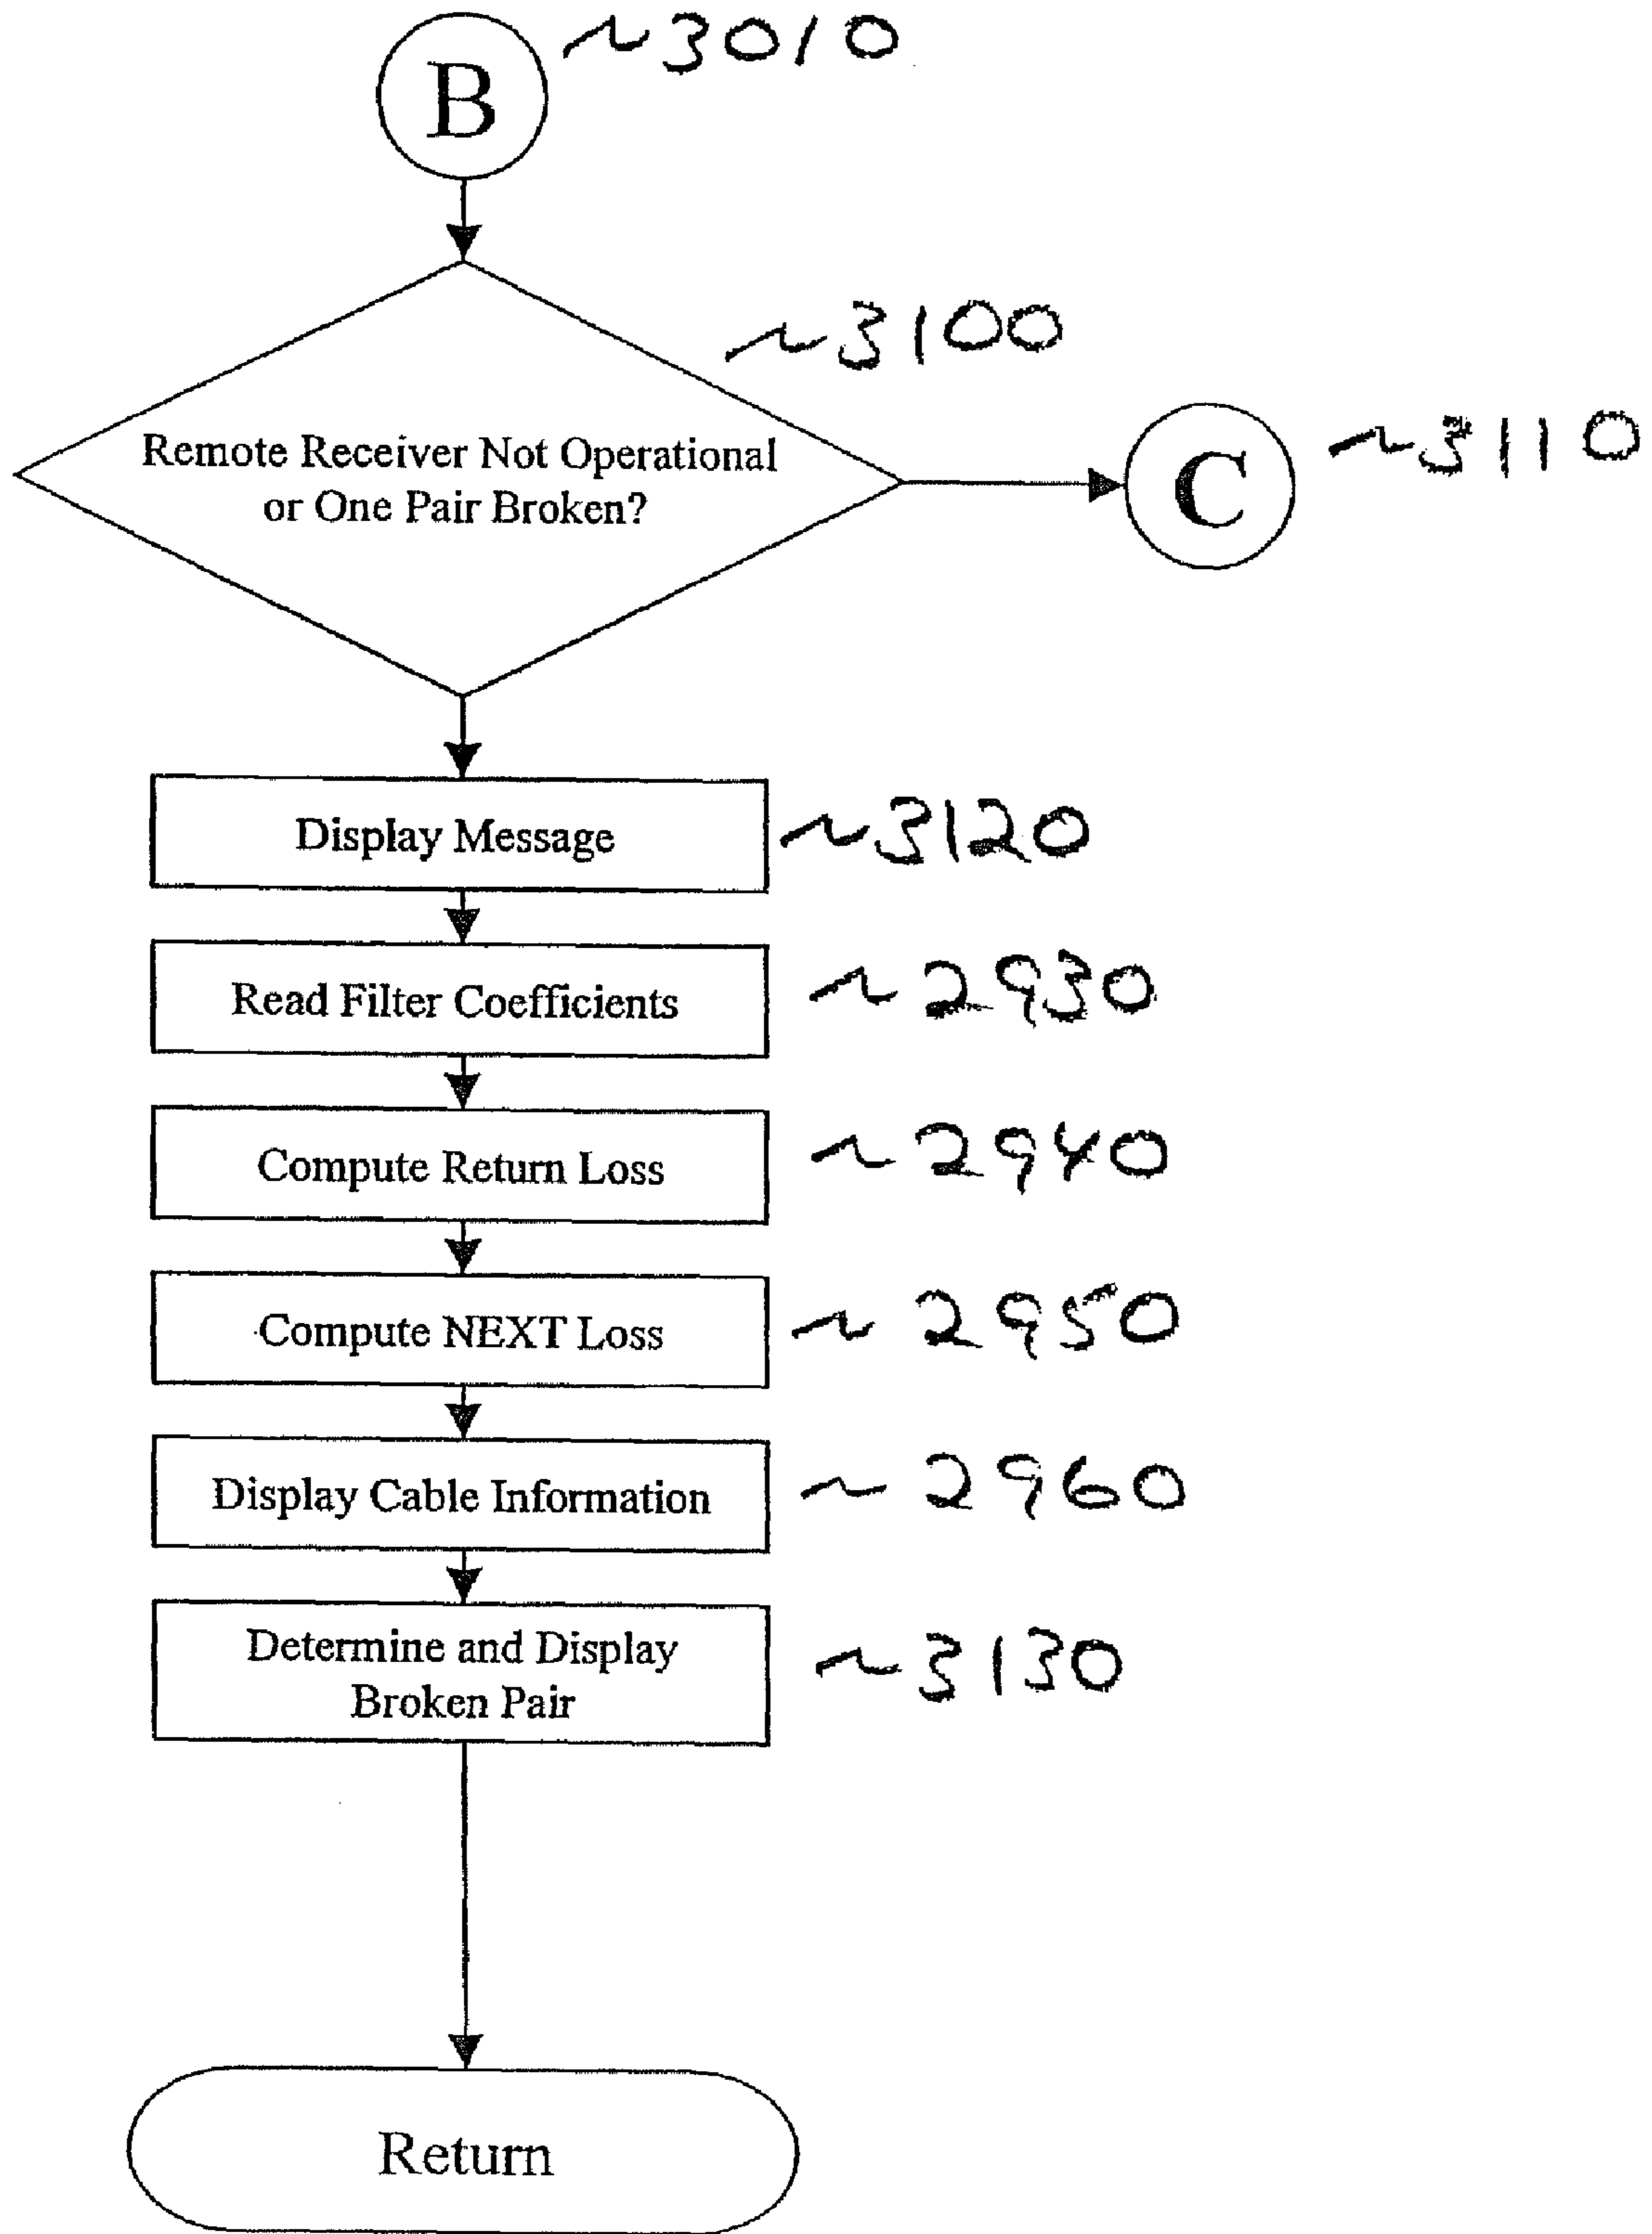 B ~3010
~3100
Remote Receiver Not Operational
or One Pair Broken?
C ~3110
Display Message ~3120
Read Filter Coefficients ~2930
Compute Return Loss ~2940
Compute NEXT Loss ~2950
Display Cable Information ~2960
Determine and Display
Broken Pair
~3130
Return